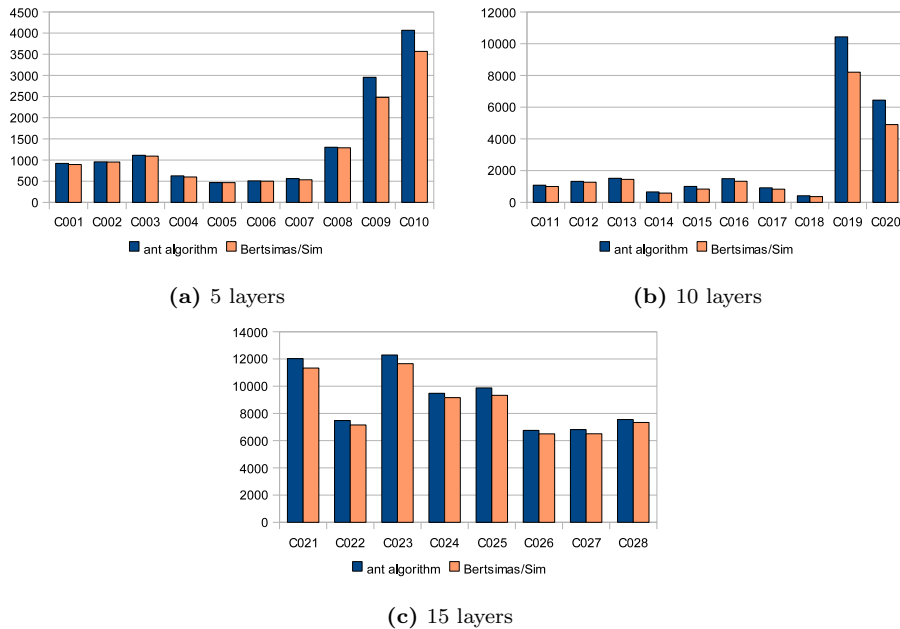 4500
4000
3500
3000
2500
2000
1500
1000
500
0
C001 C002 C003 C004 C005 C006 C007 C008 C009 C010
ant algorithm Bertsimas/Sim
(a) 5 layers
12000
10000
8000
6000
4000
2000
0
C011 C012 C013 C014 C015 C016 C017 C018 C019 C020
ant algorithm Bertsimas/Sim
(b) 10 layers
14000
12000
10000
8000
6000
4000
2000
0
C021 C022 C023 C024 C025 C026 C027 C028
ant algorithm Bertsimas/Sim
(c) 15 layers